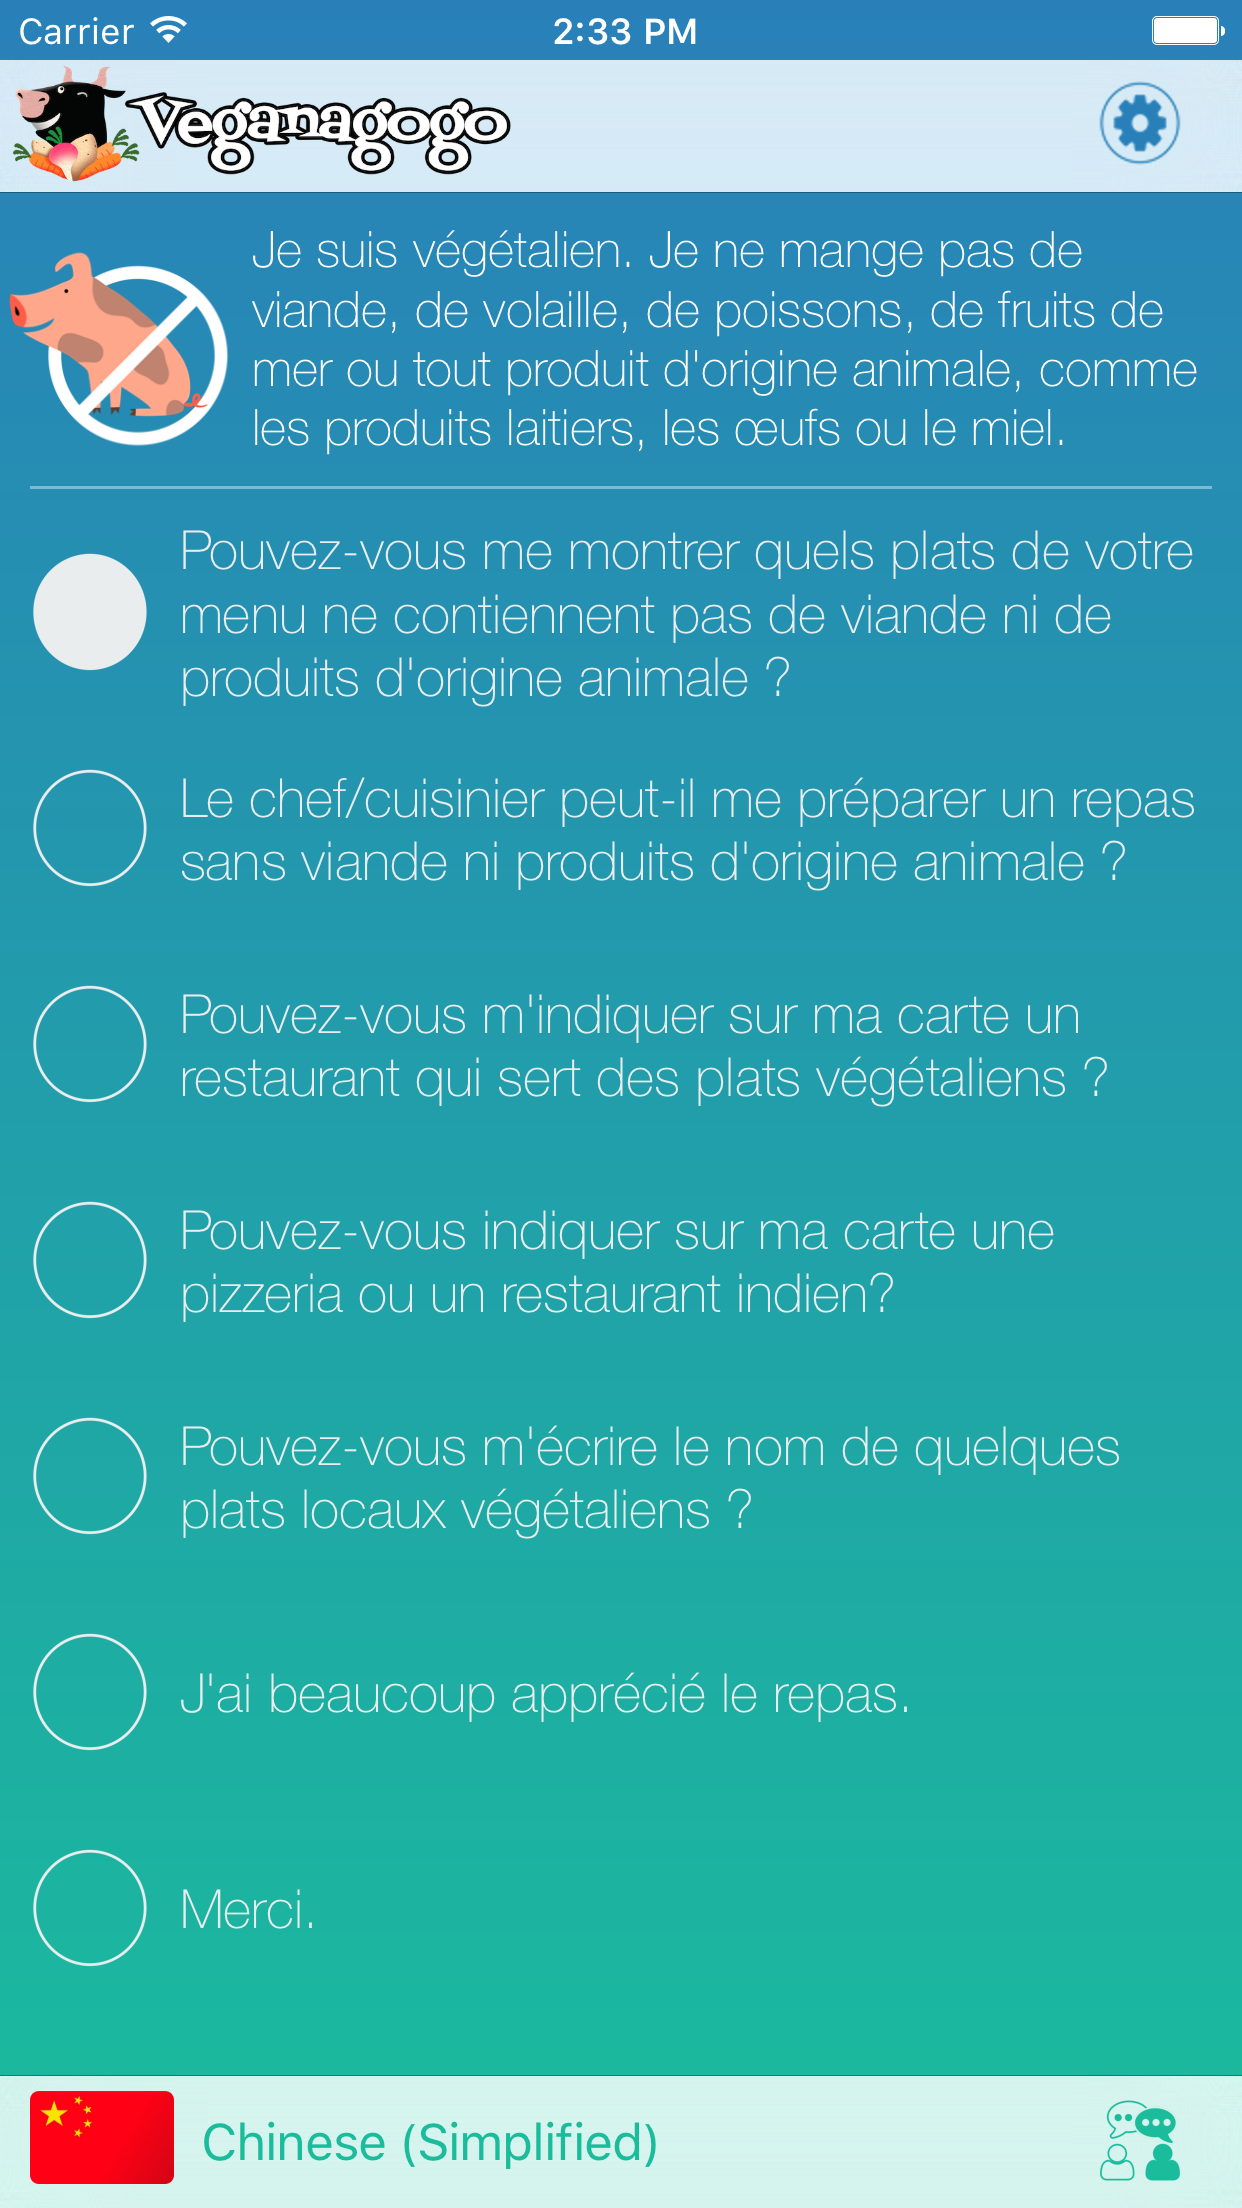 Carrier 2:33 PM
Veganagogo
Je suis végétalien. Je ne mange pas de
viande, de volaille, de poissons, de fruits de
mer ou tout produit d'origine animale, comme
les produits laitiers, les œufs ou le miel.
Pouvez-vous me montrer quels plats de votre
menu ne contiennent pas de viande ni de
produits d'origine animale ?
Le chef/cuisinier peut-il me préparer un repas
sans viande ni produits d'origine animale ?
Pouvez-vous m'indiquer sur ma carte un
restaurant qui sert des plats végétaliens ?
Pouvez-vous indiquer sur ma carte une
pizzeria ou un restaurant indien?
Pouvez-vous m'écrire le nom de quelques
plats locaux végétaliens ?
J'ai beaucoup apprécié le repas.
Merci.
Chinese (Simplified)